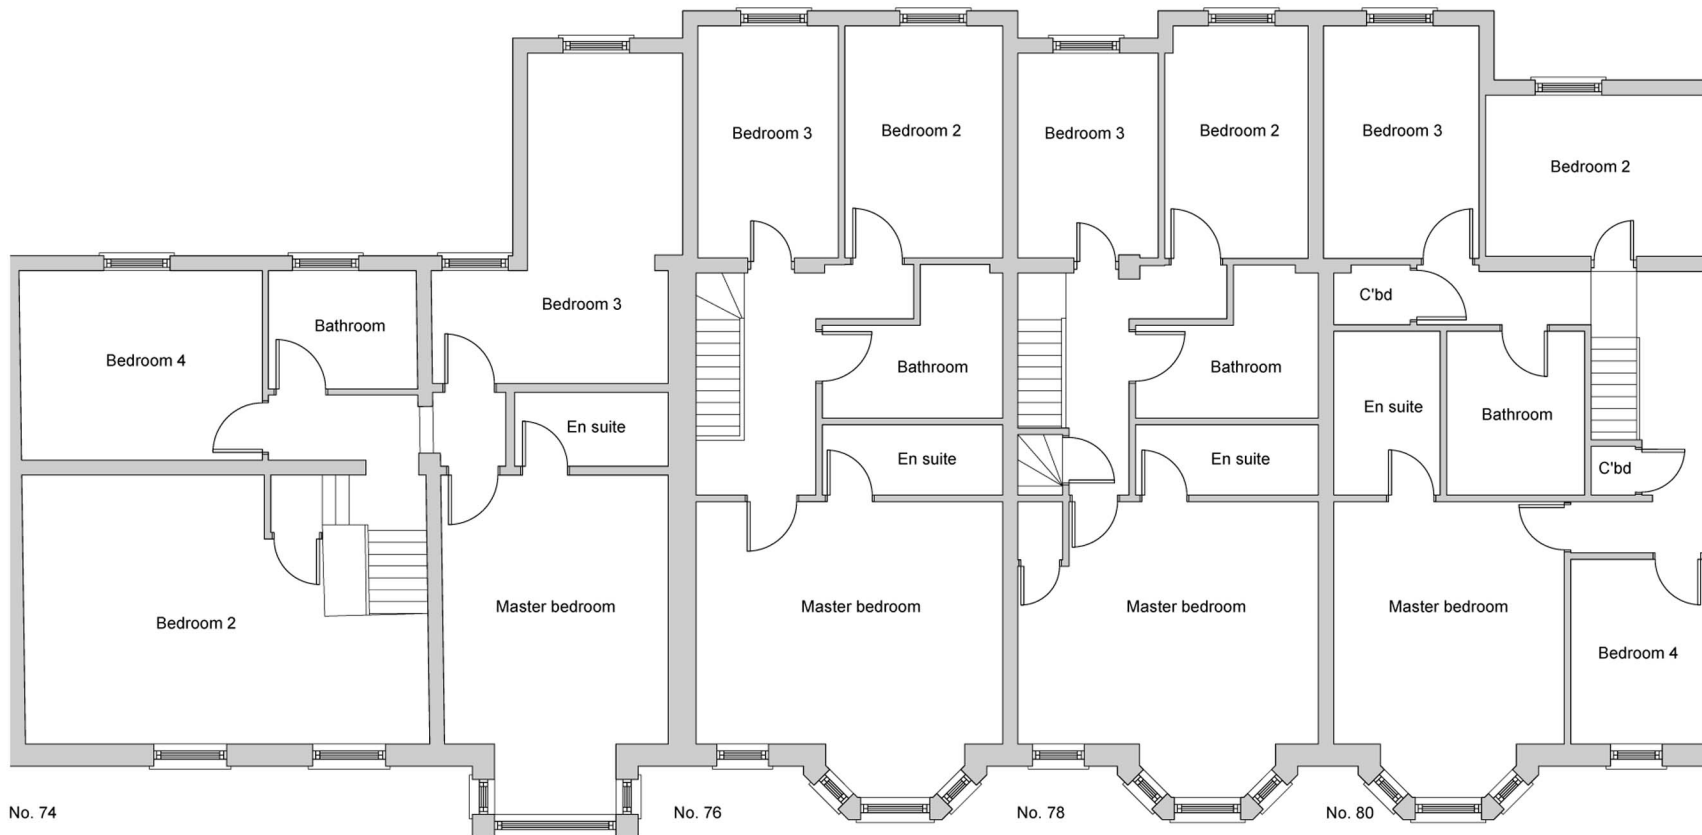 Bedroom 3
Bedroom 2
Bedroom 3
Bedroom 2
Bedroom 3
Bedroom 2
Bedroom 4
Bathroom
Bedroom 3
C'bd
En suite
Bathroom
Bathroom
En suite
Bathroom
En suite
En suite
C'bd
Bedroom 2
Master bedroom
Master bedroom
Master bedroom
Master bedroom
Bedroom 4
No. 74
No. 76
No. 78
No. 80